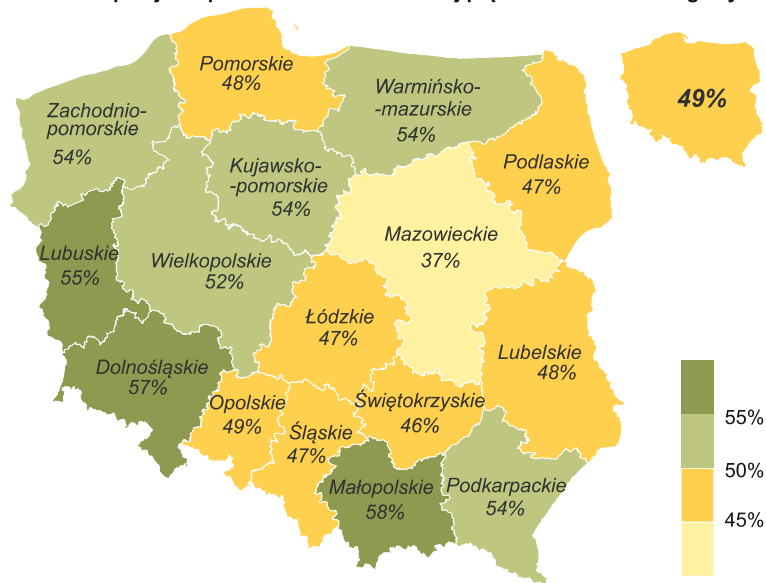 Pomorskie
48%
Warmińsko-
-mazurskie
54%
49%
Zachodnio-
pomorskie
54%
Kujawsko-
-pomorskie
54%
Podlaskie
47%
Mazowieckie
37%
Lubuskie
55%
Wielkopolskie
52%
Łódzkie
47%
Lubelskie
48%
Dolnośląskie
57%
Opolskie
49%
Śląskie
47%
Świętokrzyskie
46%
Małopolskie
58%
Podkarpackie
54%
55%
50%
45%